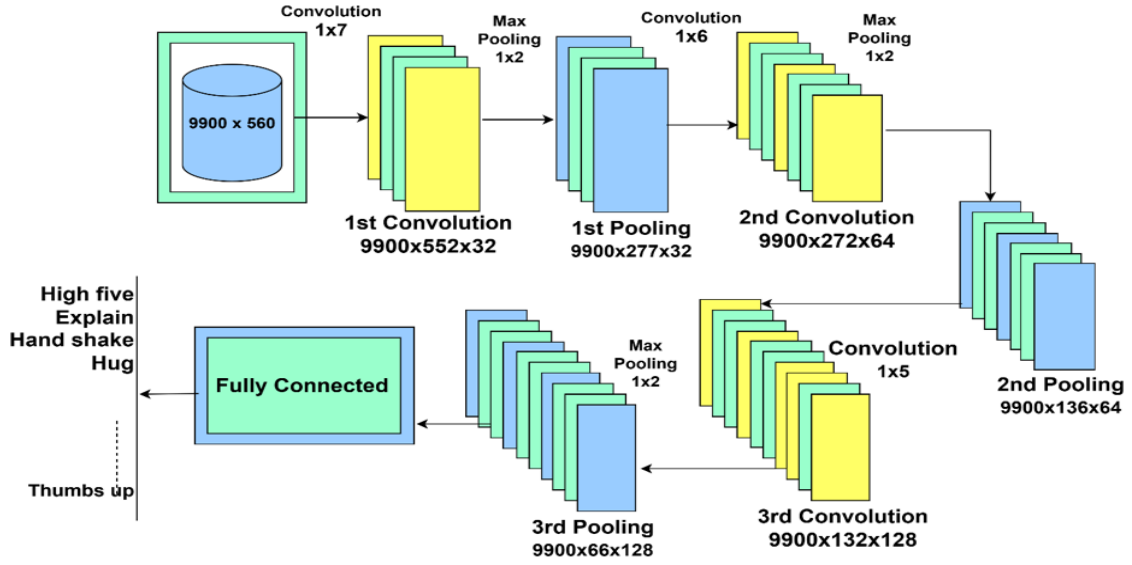 Convolution
1x7
Max
Pooling
1x2
Convolution
1x6
Max
Pooling
1x2
9900 x 560
1st Convolution
9900x552x32
1st Pooling
9900x277x32
2nd Convolution
9900x272x64
2nd Pooling
9900x136x64
Convolution
1x5
3rd Convolution
9900x132x128
Max
Pooling
1x2
3rd Pooling
9900x66x128
Fully Connected
High five
Explain
Hand shake
Hug
Thumbs up